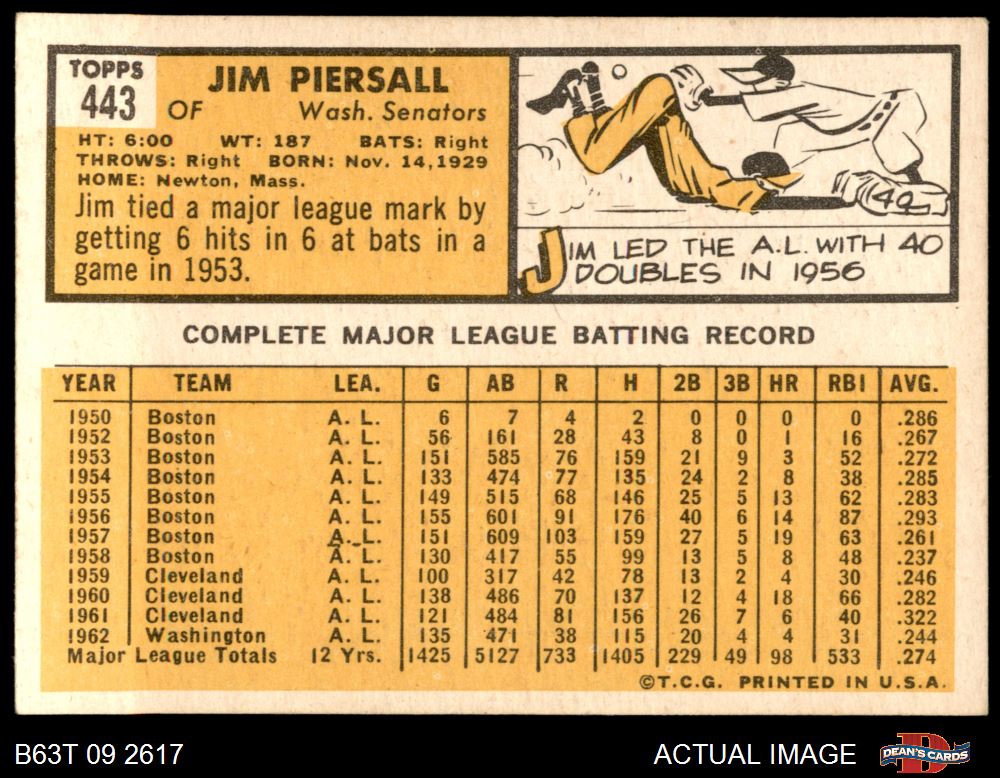 TOPPS
443
JIM PIERSALL
OF Wash. Senators
HT: 6:00 WT: 187 BATS: Right
THROWS: Right BORN: Nov. 14, 1929
HOME: Newton, Mass.
Jim tied a major league mark by
getting 6 hits in 6 at bats in a
game in 1953.
49
JIM LED THE A.L. WITH 40
DOUBLES IN 1956
COMPLETE MAJOR LEAGUE BATTING RECORD
YEAR TEAM LEA. G AB R H 2B 3B HR RBI AVG.
1950 Boston A. L. 6 7 4 2 0 0 0 0 .286
1952 Boston A. L. 56 161 28 43 8 0 1 16 .267
1953 Boston A. L. 151 585 76 159 21 9 3 52 .272
1954 Boston A. L. 133 474 77 135 24 2 8 38 .285
1955 Boston A. L. 149 515 68 146 25 5 13 62 .283
1956 Boston A. L. 155 601 91 176 40 6 14 87 .293
1957 Boston A. L. 151 609 103 159 27 5 19 63 .261
1958 Boston A. L. 130 417 55 99 13 5 8 48 .237
1959 Cleveland A. L. 100 317 42 78 13 2 4 30 .246
1960 Cleveland A. L. 138 486 70 137 12 4 18 66 .282
1961 Cleveland A. L. 121 484 81 156 26 7 6 40 .322
1962 Washington A. L. 135 471 38 115 20 4 4 31 .244
Major League Totals 12 Yrs. 1425 5127 733 1405 229 49 98 533 .274
©T.C.G. PRINTED IN U.S.A.
B63T 09 2617
ACTUAL IMAGE
D
DEAN'S CARDS